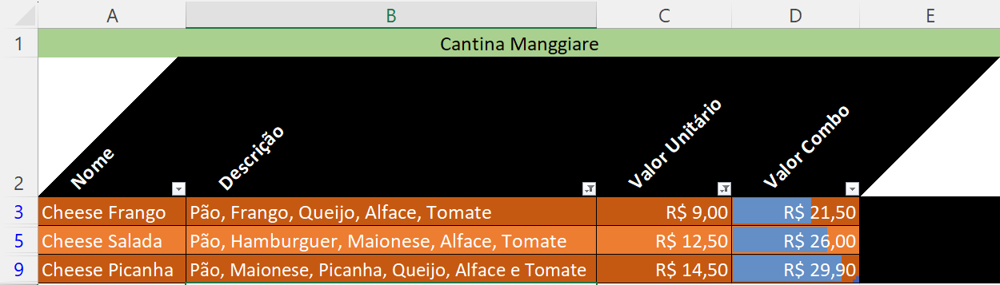 A B C D E
1 Cantina Manggiare
2 Nome Descrição Valor Unitário Valor Combo
3 Cheese Frango Pão, Frango, Queijo, Alface, Tomate R$ 9,00 R$ 21,50
5 Cheese Salada Pão, Hamburguer, Maionese, Alface, Tomate R$ 12,50 R$ 26,00
9 Cheese Picanha Pão, Maionese, Picanha, Queijo, Alface e Tomate R$ 14,50 R$ 29,90